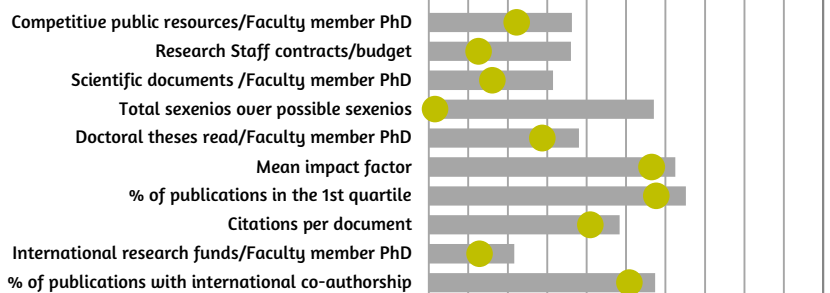 Competitive public resources/Faculty member PhD
Research Staff contracts/budget
Scientific documents /Faculty member PhD
Total sexenios over possible sexenios
Doctoral theses read/Faculty member PhD
Mean impact factor
% of publications in the 1st quartile
Citations per document
International research funds/Faculty member PhD
% of publications with international co-authorship